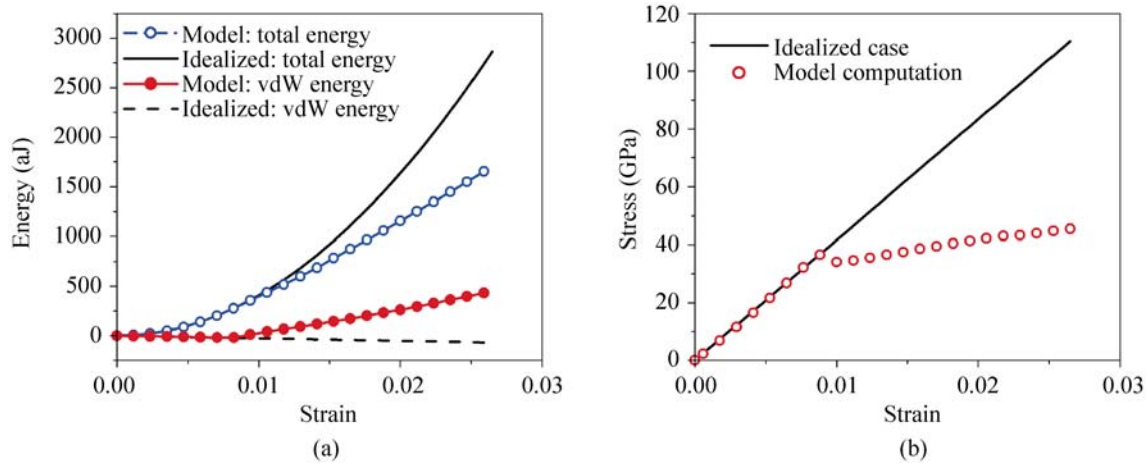 3000
2500
2000
1500
1000
500
0
Energy (aJ)
Model: total energy
Idealized: total energy
Model: vdW energy
Idealized: vdW energy
0.00 0.01 0.02 0.03
Strain
(a)
120
100
80
60
40
20
0
Stress (GPa)
Idealized case
Model computation
0.00 0.01 0.02 0.03
Strain
(b)